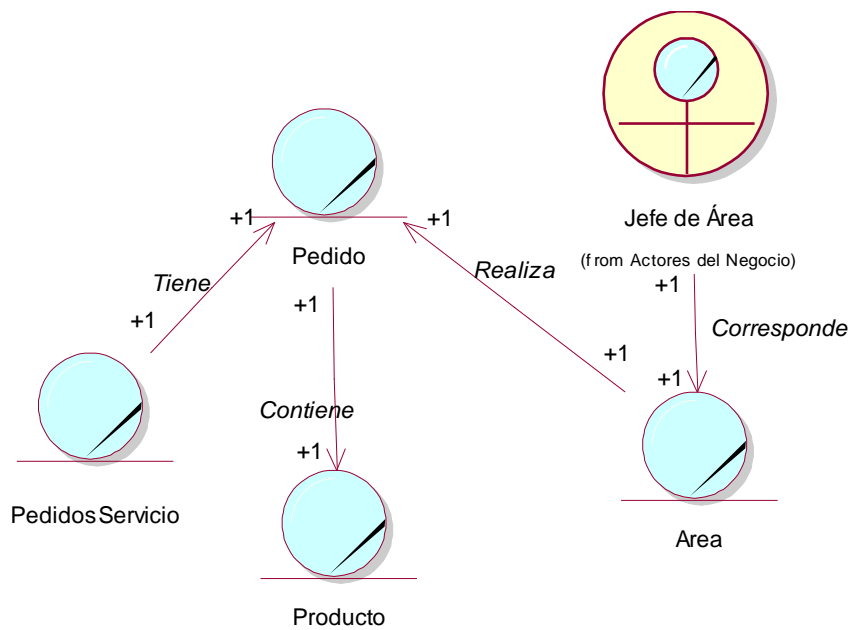 Jefe de Área
(from Actores del Negocio)
+1
+1
Pedido
Realiza
Tiene
+1
+1
Corresponde
+1
+1
+1
Contiene
+1
PedidosServicio
Area
Producto